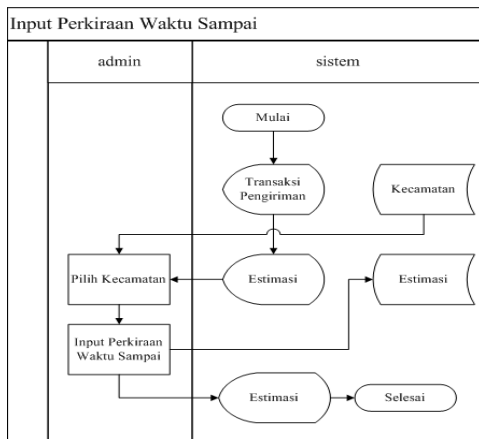 Input Perkiraan Waktu Sampai
admin
sistem
Mulai
Transaksi
Pengiriman
Kecamatan
Pilih Kecamatan
Estimasi
Estimasi
Input Perkiraan
Waktu Sampai
Estimasi
Selesai